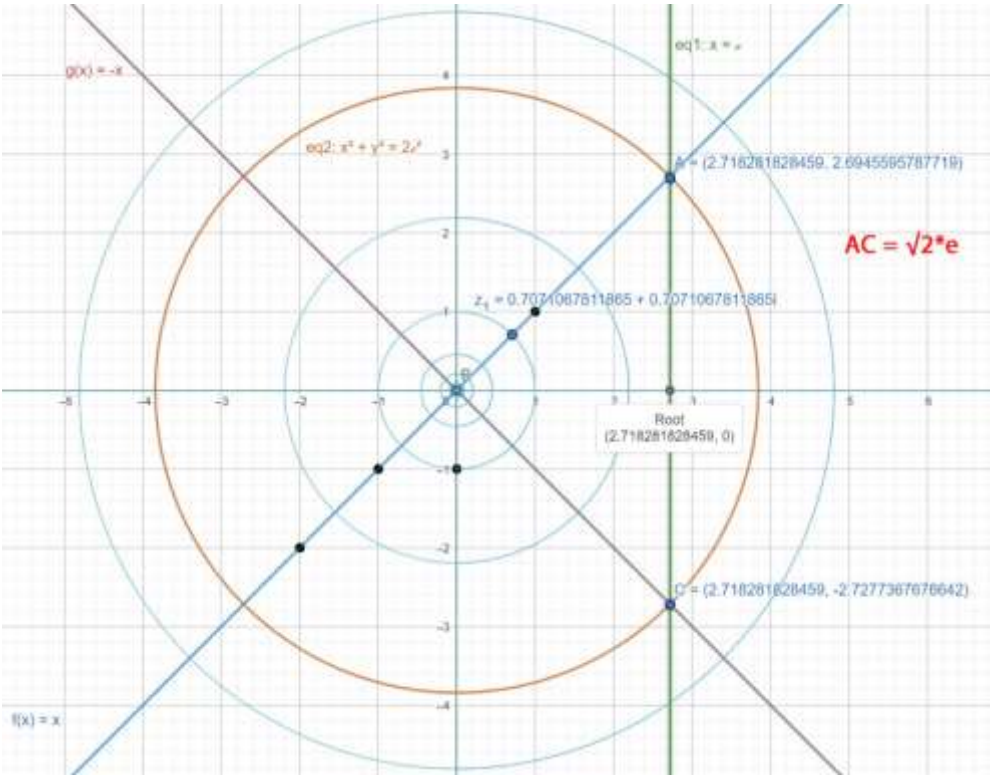 eq1: x = ℯ
g(x) = -x
4
eq2: x² + y² = 2ℯ²
3
A = (2.718281828459, 2.6945595787719)
2
AC = √2*e
z₁ = 0.7071067811865 + 0.7071067811865i
1
B
-5 -4 -3 -2 -1 0 1 2 3 4 5 6
Root
(2.718281828459, 0)
-1
-2
C = (2.718281828459, -2.7277367676642)
-3
-4
f(x) = x